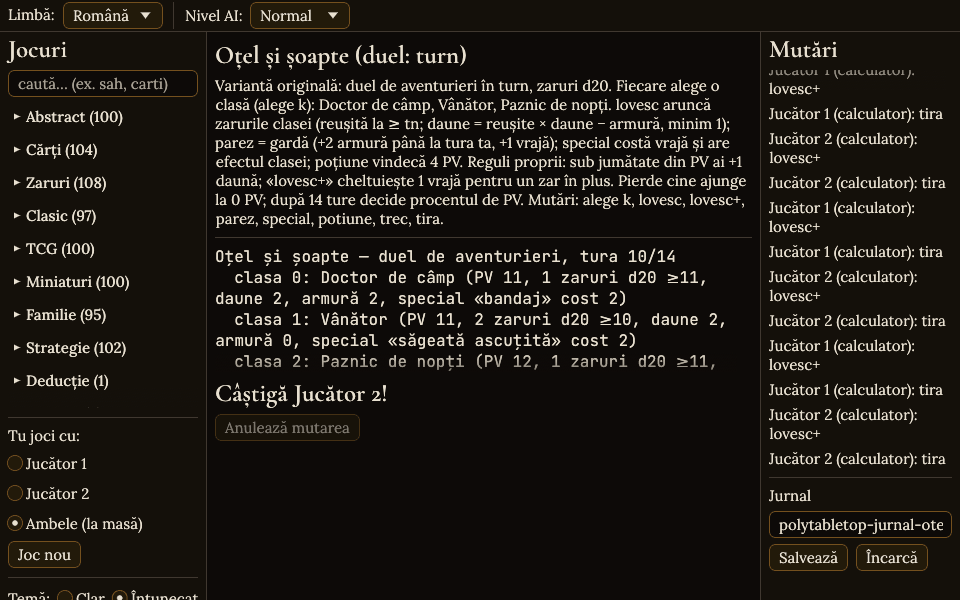 Limbă:
Română
Nivel AI:
Normal
Jocuri
caută... (ex. sah, carti)
Abstract (100)
Cărți (104)
Zaruri (108)
Clasic (97)
TCG (100)
Miniaturi (100)
Familie (95)
Strategie (102)
Deducție (1)
Tu joci cu:
Jucător 1
Jucător 2
Ambele (la masă)
Joc nou
Temă:
Clar
Întunecat
Oțel și șoapte (duel: turn)
Variantă originală: duel de aventurieri în turn, zaruri d20. Fiecare alege o
clasă (alege k): Doctor de câmp, Vânător, Paznic de nopți. lovesc aruncă
zarurile clasei (reușită la ≥ tn; daune = reușite × daune − armură, minim 1);
parez = gardă (+2 armură până la tura ta, +1 vrajă); special costă vrajă și are
efectul clasei; poțiune vindecă 4 PV. Reguli proprii: sub jumătate din PV ai +1
daună; «lovesc+» cheltuiește 1 vrajă pentru un zar în plus. Pierde cine ajunge
la 0 PV; după 14 ture decide procentul de PV. Mutări: alege k, lovesc, lovesc+,
parez, special, potiune, trec, tira.
Oțel și șoapte — duel de aventurieri, tura 10/14
clasa 0: Doctor de câmp (PV 11, 1 zaruri d20 ≥11,
daune 2, armură 2, special «bandaj» cost 2)
clasa 1: Vânător (PV 11, 2 zaruri d20 ≥10, daune 2,
armură 0, special «săgeată ascuțită» cost 2)
clasa 2: Paznic de nopți (PV 12, 1 zaruri d20 ≥11,
Câștigă Jucător 2!
Anulează mutarea
Mutări
Jucător 1 (calculator):
lovesc+
Jucător 1 (calculator): tira
Jucător 2 (calculator):
lovesc+
Jucător 2 (calculator): tira
Jucător 1 (calculator):
lovesc+
Jucător 1 (calculator): tira
Jucător 2 (calculator):
lovesc+
Jucător 2 (calculator): tira
Jucător 1 (calculator):
lovesc+
Jucător 1 (calculator): tira
Jucător 2 (calculator):
lovesc+
Jucător 2 (calculator): tira
Jurnal
polytabletop-jurnal-ote
Salvează
Încarcă